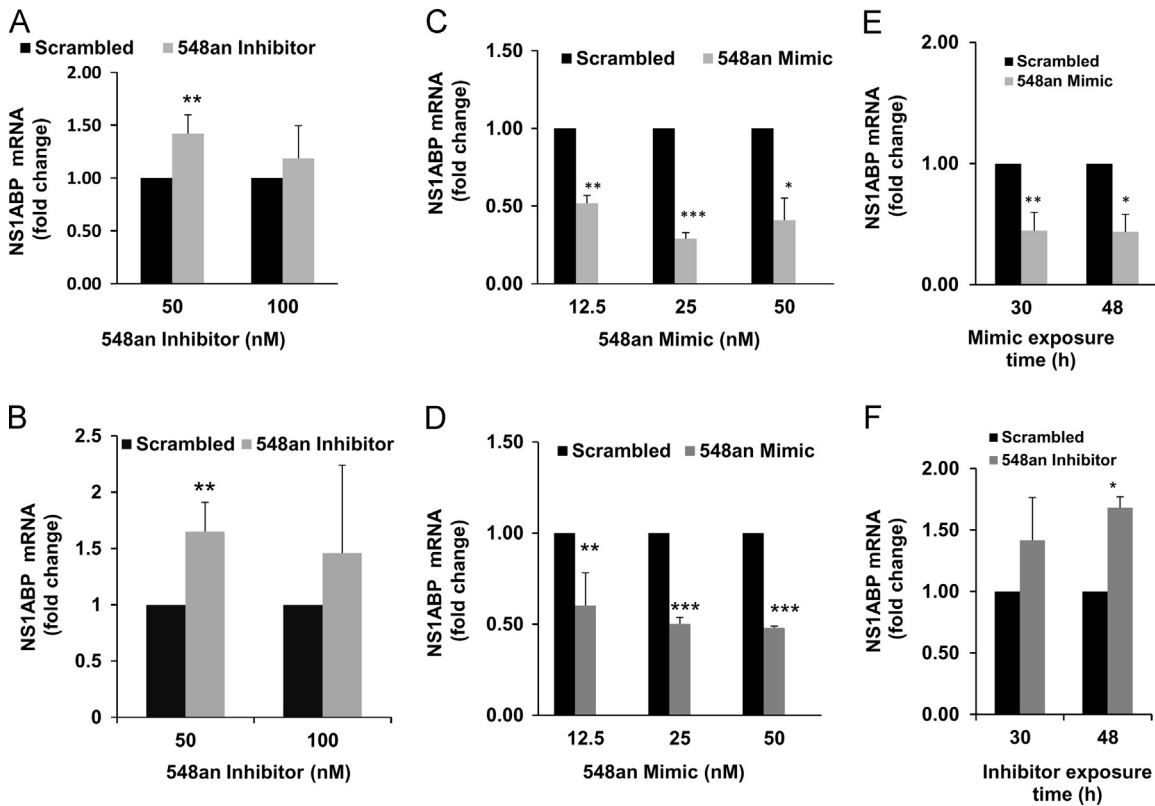 A
Scrambled 548an Inhibitor
NS1ABP mRNA
(fold change)
2.00
1.50
1.00
0.50
0.00
**
50 100
548an Inhibitor (nM)
B
Scrambled 548an Inhibitor
NS1ABP mRNA
(fold change)
2.5
2
1.5
1
0.5
0
**
50 100
548an Inhibitor (nM)
C
Scrambled 548an Mimic
NS1ABP mRNA
(fold change)
1.00
0.50
0.00
** *** *
12.5 25 50
548an Mimic (nM)
D
Scrambled 548an Mimic
NS1ABP mRNA
(fold change)
1.50
1.00
0.50
0.00
** *** ***
12.5 25 50
548an Mimic (nM)
E
Scrambled
548an Mimic
NS1ABP mRNA
(fold change)
2.00
1.00
0.00
** *
30 48
Mimic exposure
time (h)
F
Scrambled
548an Inhibitor
NS1ABP mRNA
(fold change)
2.00
1.50
1.00
0.50
0.00
*
30 48
Inhibitor exposure
time (h)